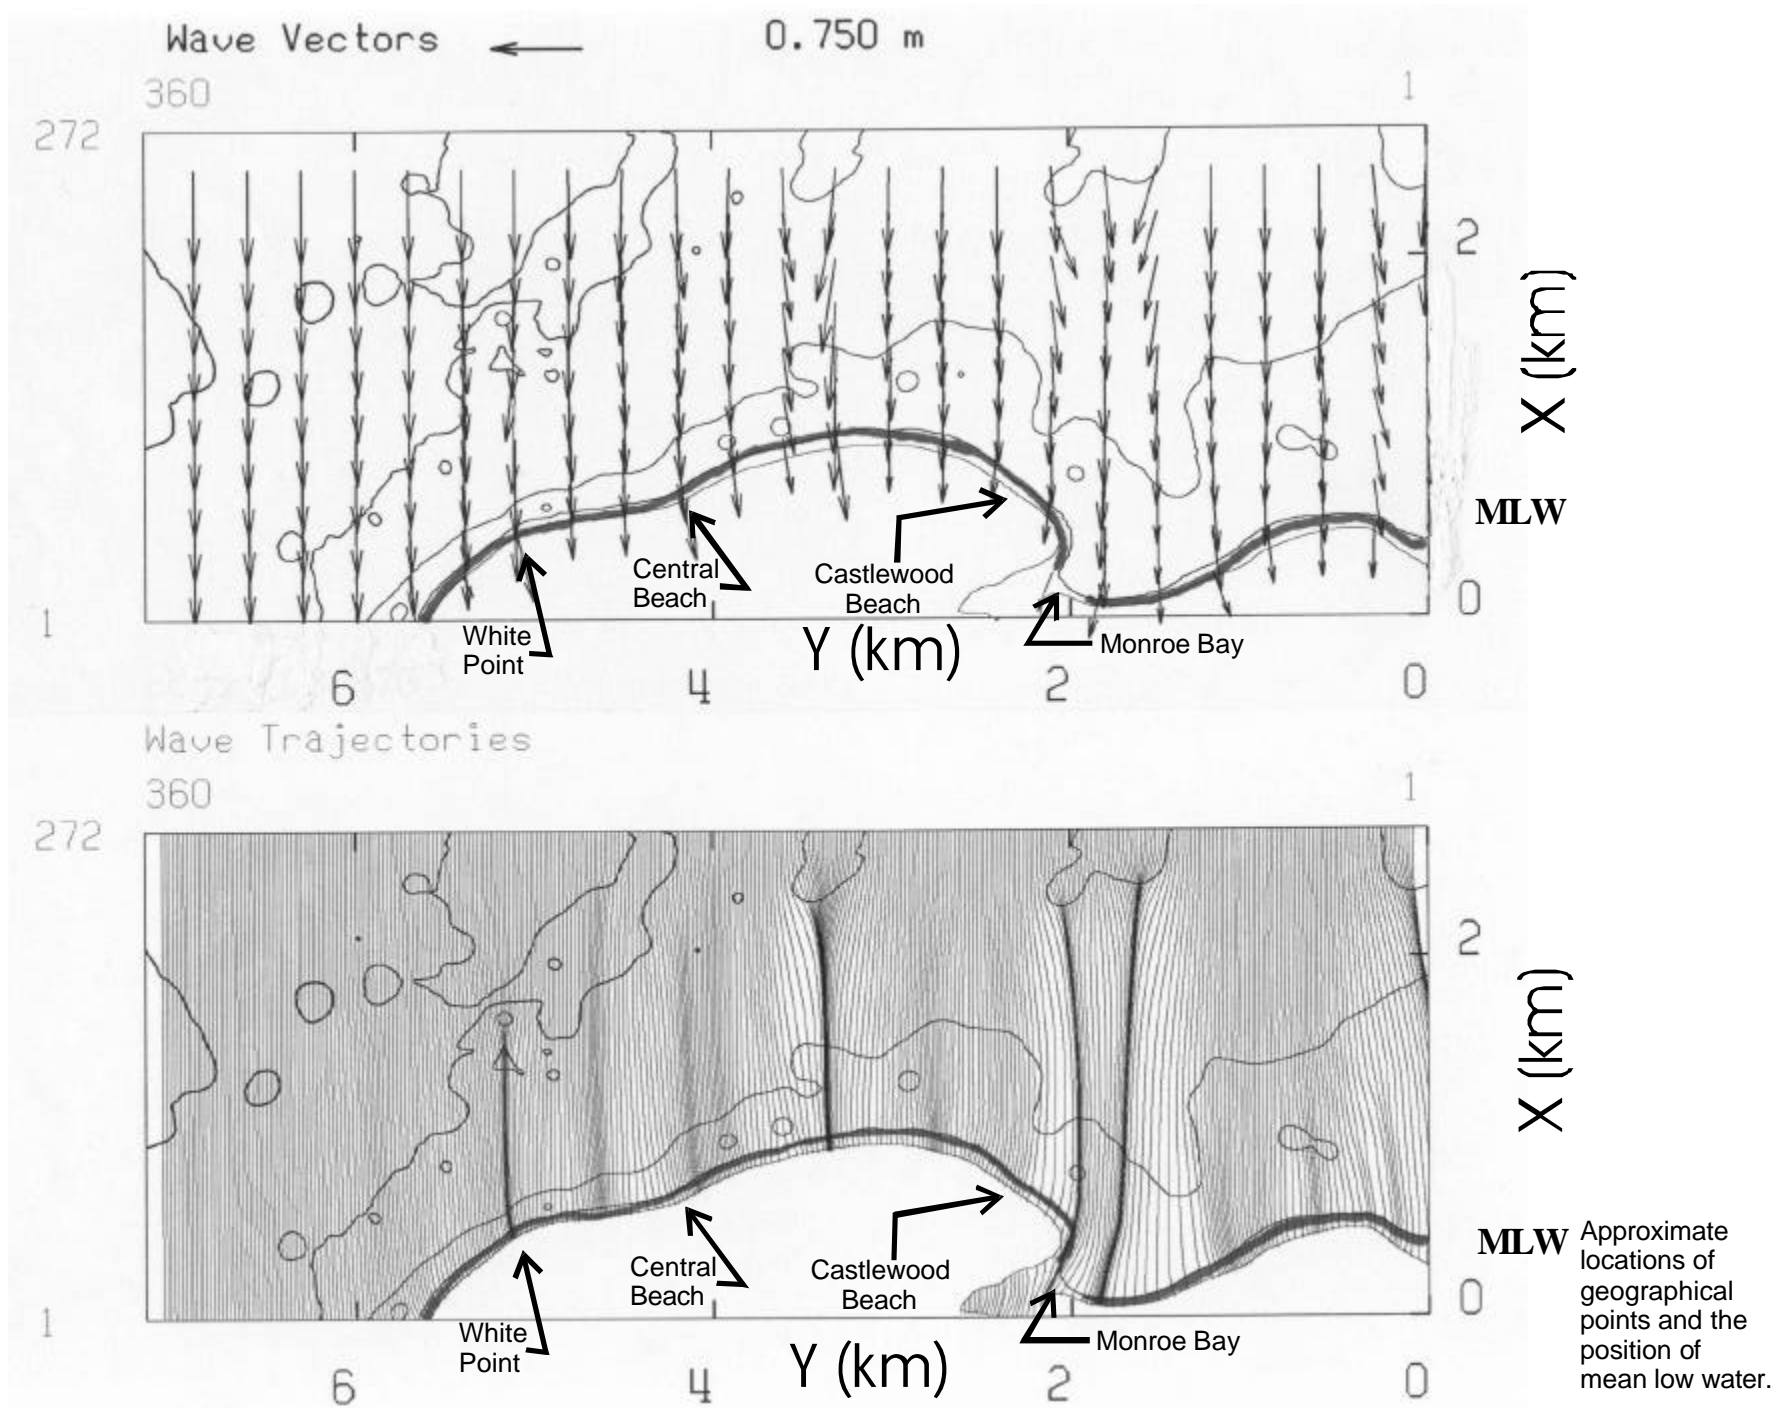 Wave Vectors 0.750 m
360 1
272
2
X (km)
MLW
Central
Beach
Castlewood
Beach
0
1
White
Point
Y (km)
Monroe Bay
6 4 2 0
Wave Trajectories
360 1
272
2
X (km)
MLW
Approximate
locations of
geographical
points and the
position of
mean low water.
Central
Beach
Castlewood
Beach
0
1
White
Point
Y (km)
Monroe Bay
6 4 2 0